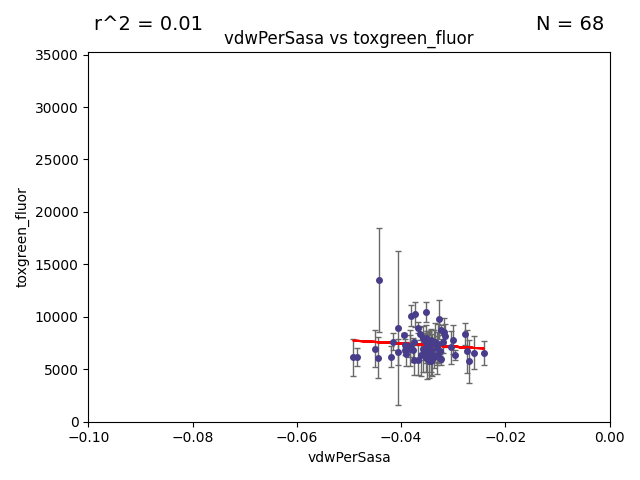 r^2 = 0.01
N = 68
vdwPerSasa vs toxgreen_fluor
35000
30000
25000
20000
15000
10000
5000
0
toxgreen_fluor
−0.10
−0.08
−0.06
−0.04
−0.02
0.00
vdwPerSasa